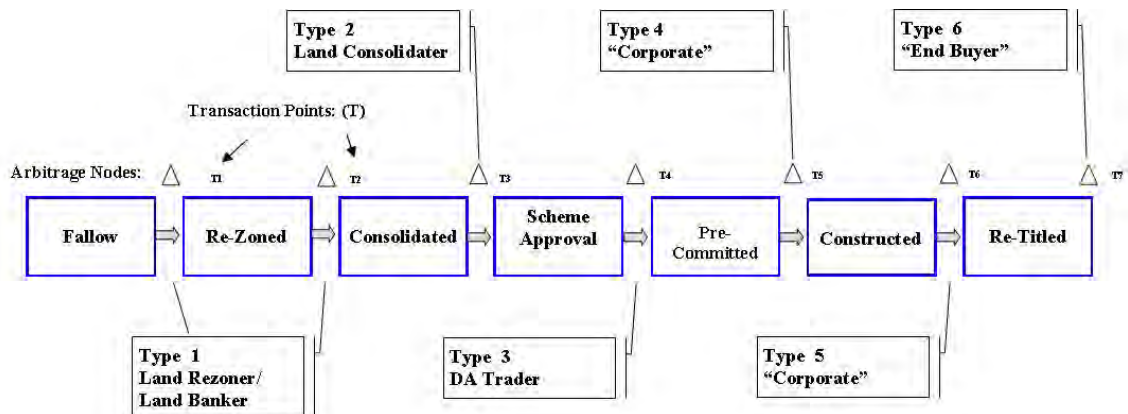 Type 2
Land Consolidater
Type 4
“Corporate”
Type 6
“End Buyer”
Transaction Points: (T)
Arbitrage Nodes:
T1
T2
T3
T4
T5
T6
T7
Fallow
Re-Zoned
Consolidated
Scheme
Approval
Pre-
Committed
Constructed
Re-Titled
Type 1
Land Rezoner/
Land Banker
Type 3
DA Trader
Type 5
“Corporate”